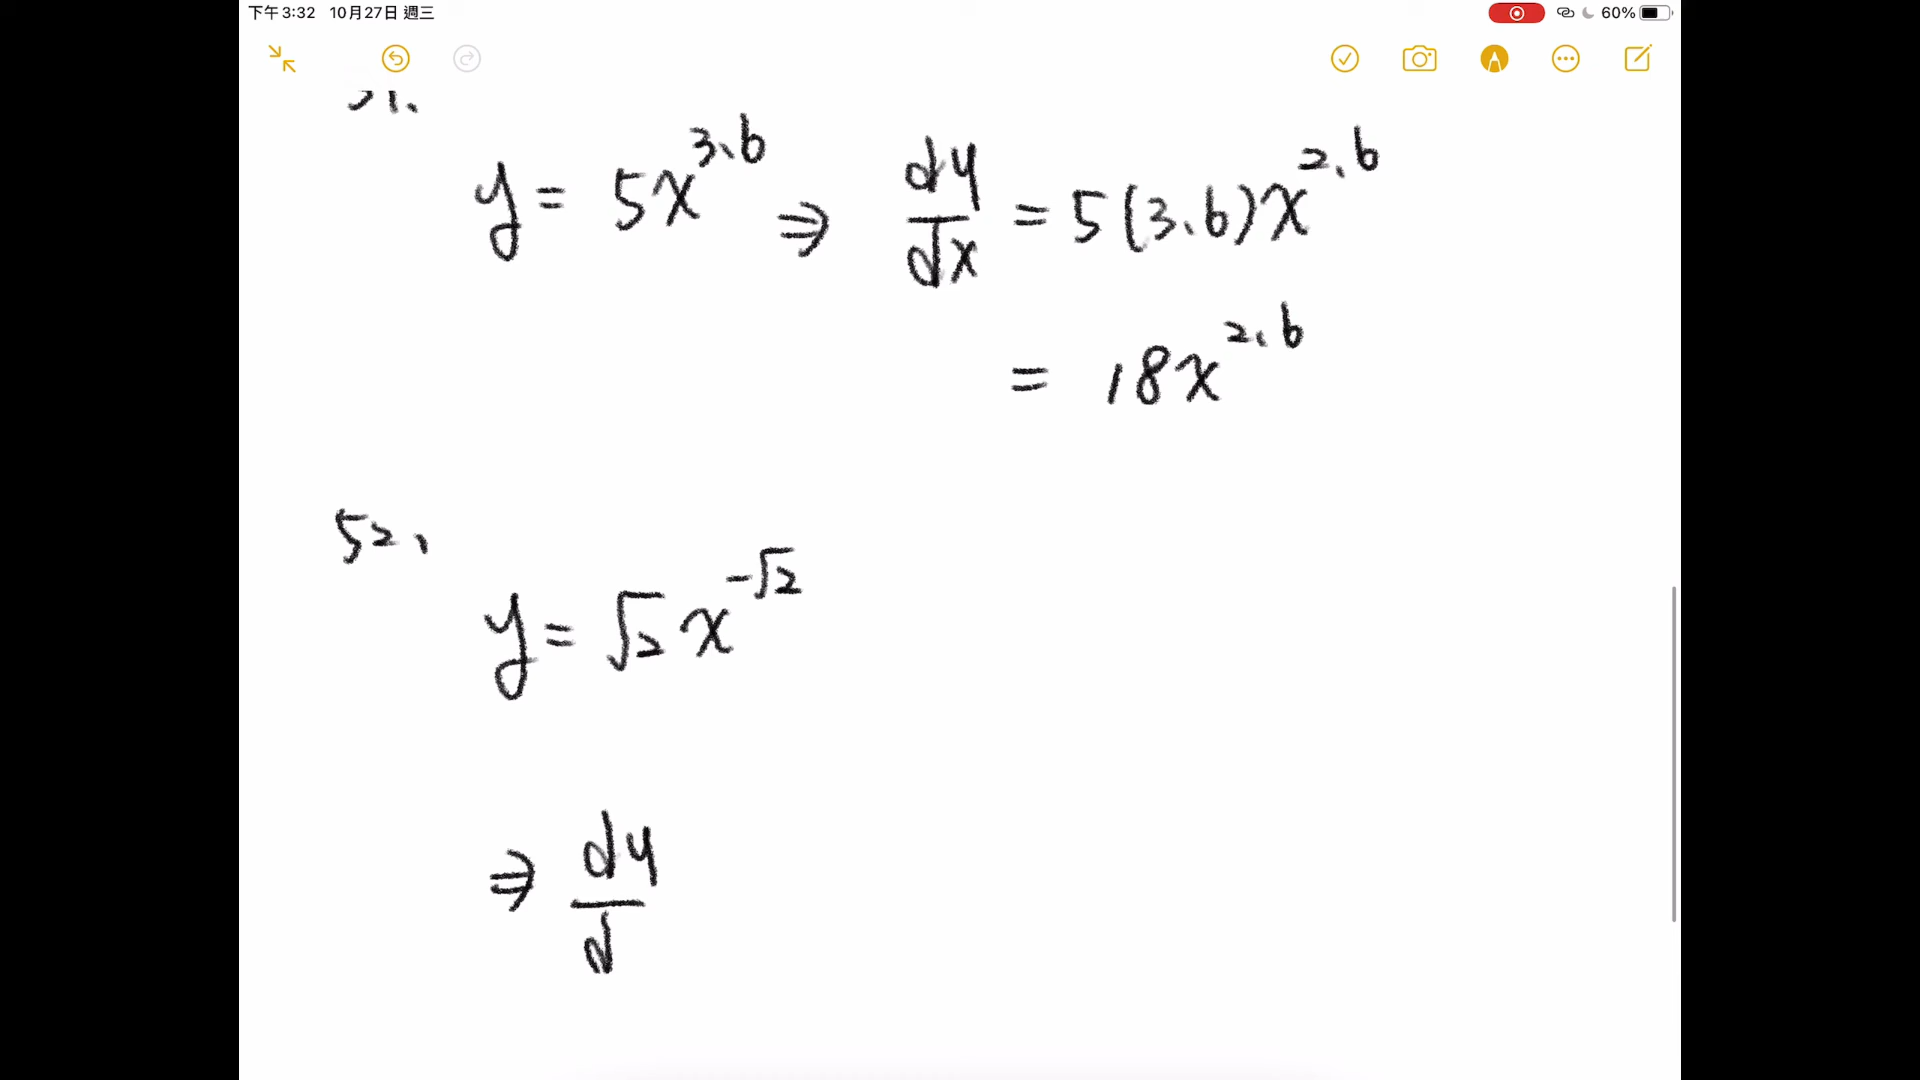 下午3:32 10月27日 週三 60%
51.
y = 5x^{3.6} ⇒ dy/dx = 5(3.6)x^{2.6}
= 18x^{2.6}
52.
y = √2 x^{-√2}
⇒ dy/d